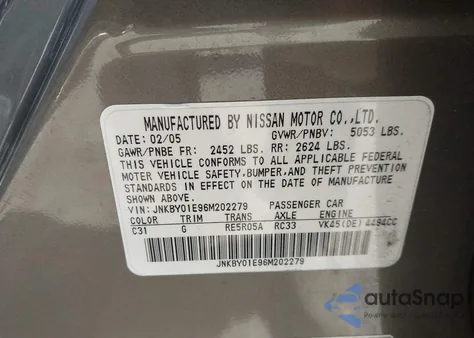 MANUFACTURED BY NISSAN MOTOR CO.,LTD.
DATE: 02/05 GVWR/PNBV: 5053 LBS.
GAWR/PNBE FR: 2452 LBS. RR: 2624 LBS.
THIS VEHICLE CONFORMS TO ALL APPLICABLE FEDERAL
MOTOR VEHICLE SAFETY, BUMPER, AND THEFT PREVENTION
STANDARDS IN EFFECT ON THE DATE OF MANUFACTURE
SHOWN ABOVE.
VIN: JNKBY01E96M202279 PASSENGER CAR
COLOR TRIM TRANS AXLE ENGINE
C31 G RE5R05A RC33 VK45(DE) 4494CC
JNKBY01E96M202279
autoSnap